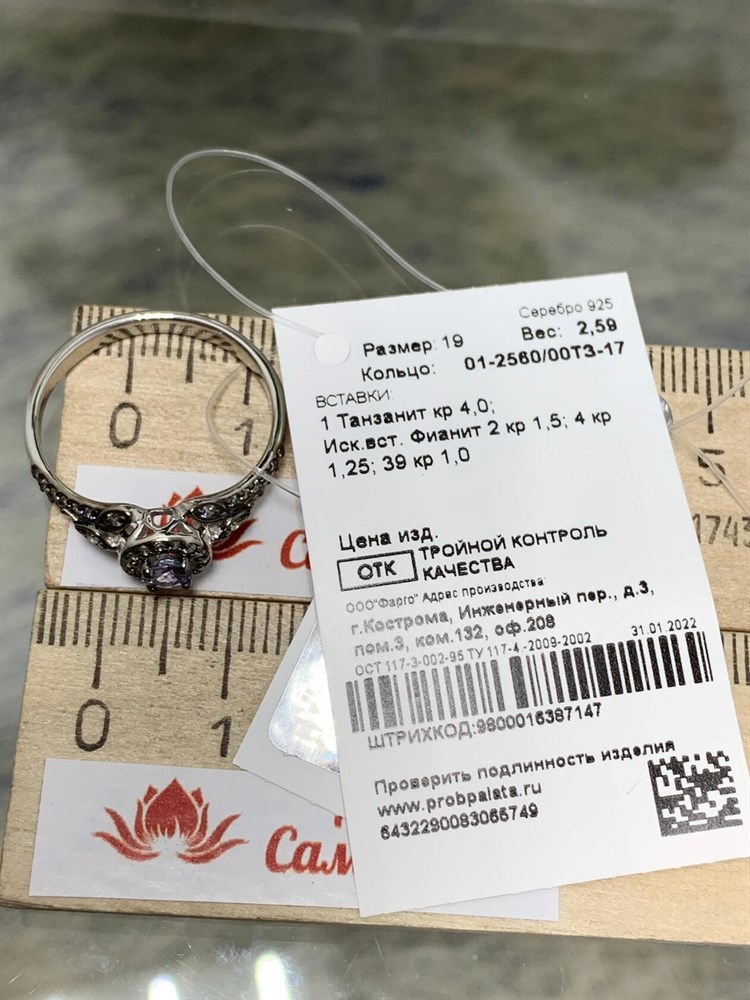 Серебро 925
Размер: 19 Вес: 2,59
Кольцо: 01-2560/00ТЗ-17
ВСТАВКИ:
1 Танзанит кр 4,0;
Иск.вст. Фианит 2 кр 1,5; 4 кр
1,25; 39 кр 1,0
Цена изд.
ОТК ТРОЙНОЙ КОНТРОЛЬ
КАЧЕСТВА
ООО"Фарго" Адрес производства:
г.Кострома, Инженерный пер., д.3,
пом.3, ком.132, оф.208
ОСТ 117-3-002-95 ТУ 117-4.-2009-2002 31.01.2022
ШТРИХКОД:9800016387147
Проверить подлинность изделия
www.probpalata.ru
6432290083066749
0 1 5
1743
0 1
Сам